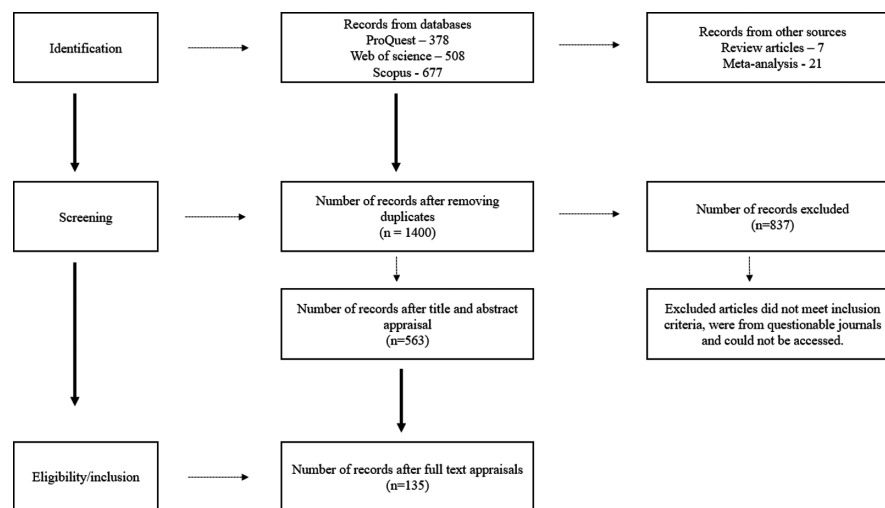 Identification
Records from databases
ProQuest – 378
Web of science – 508
Scopus - 677
Records from other sources
Review articles – 7
Meta-analysis - 21
Screening
Number of records after removing
duplicates
(n = 1400)
Number of records excluded
(n=837)
Number of records after title and abstract
appraisal
(n=563)
Excluded articles did not meet inclusion
criteria, were from questionable journals
and could not be accessed.
Eligibility/inclusion
Number of records after full text appraisals
(n=135)